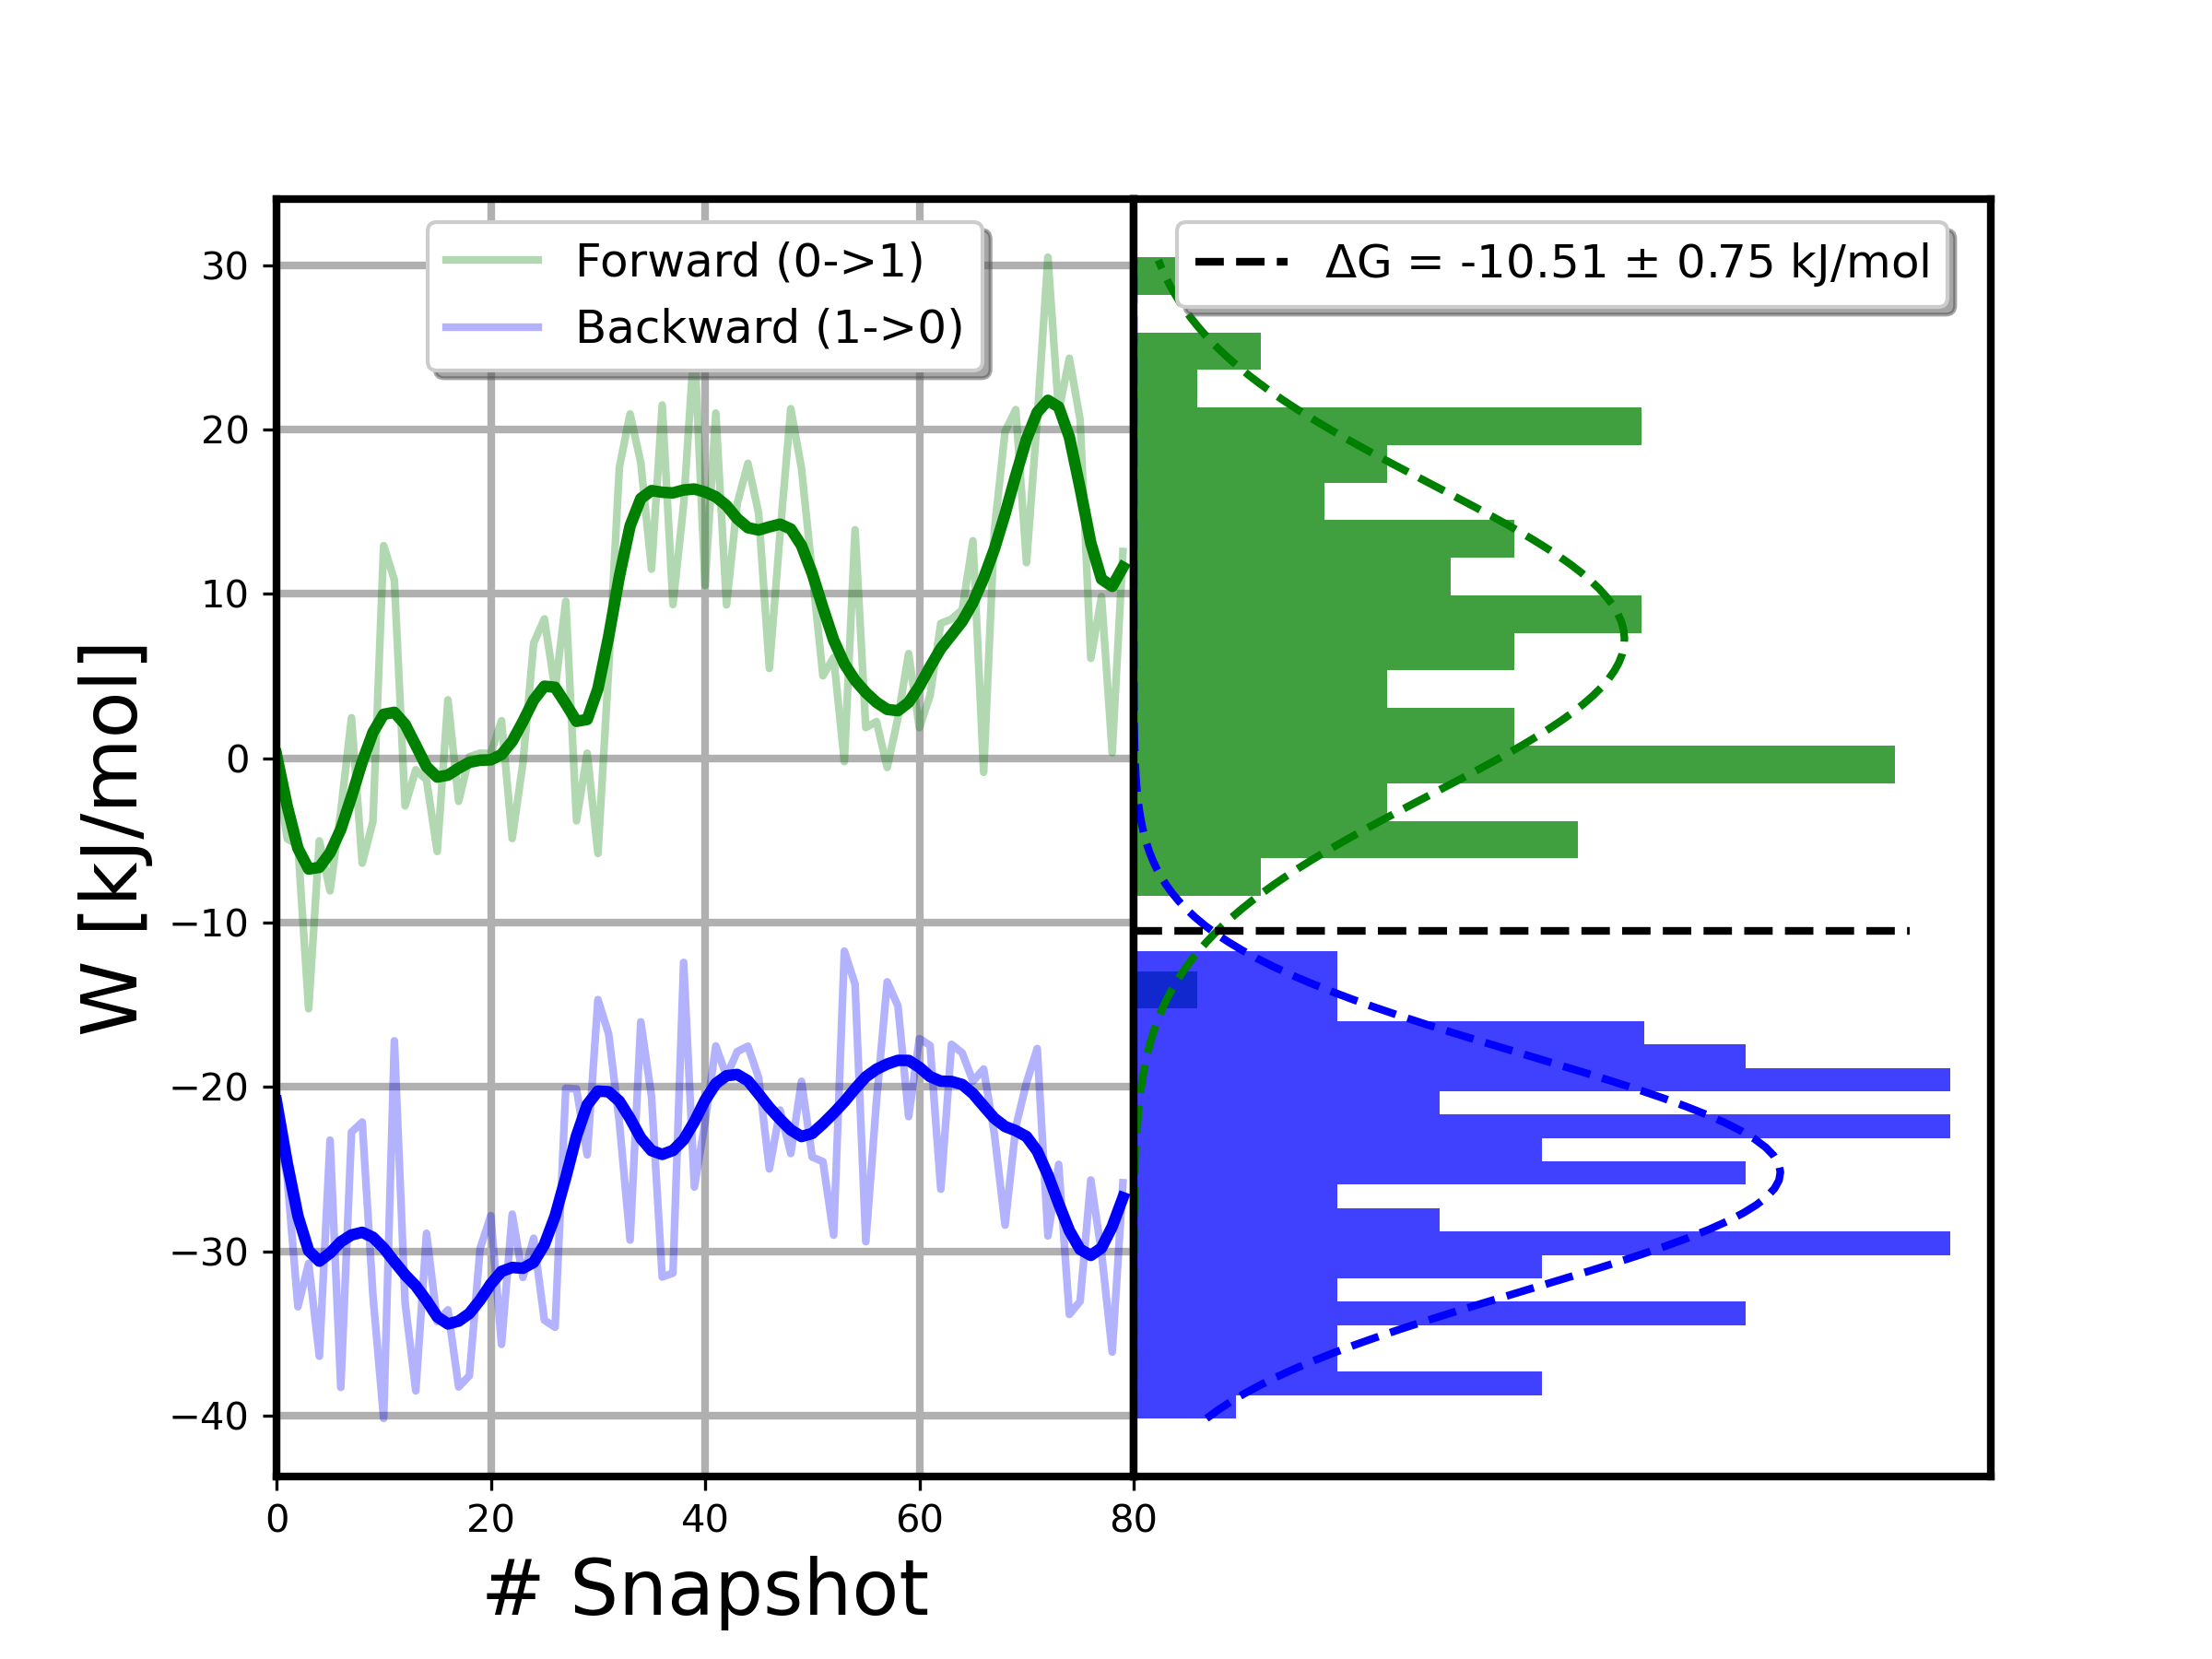 Forward (0->1)
Backward (1->0)
ΔG = -10.51 ± 0.75 kJ/mol
W [kJ/mol]
30
20
10
0
−10
−20
−30
−40
0 20 40 60 80
# Snapshot